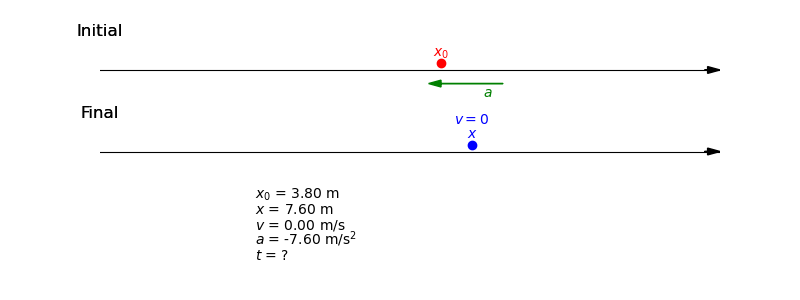 Initial
x₀
a
Final
v = 0
x
x₀ = 3.80 m
x = 7.60 m
v = 0.00 m/s
a = -7.60 m/s²
t = ?